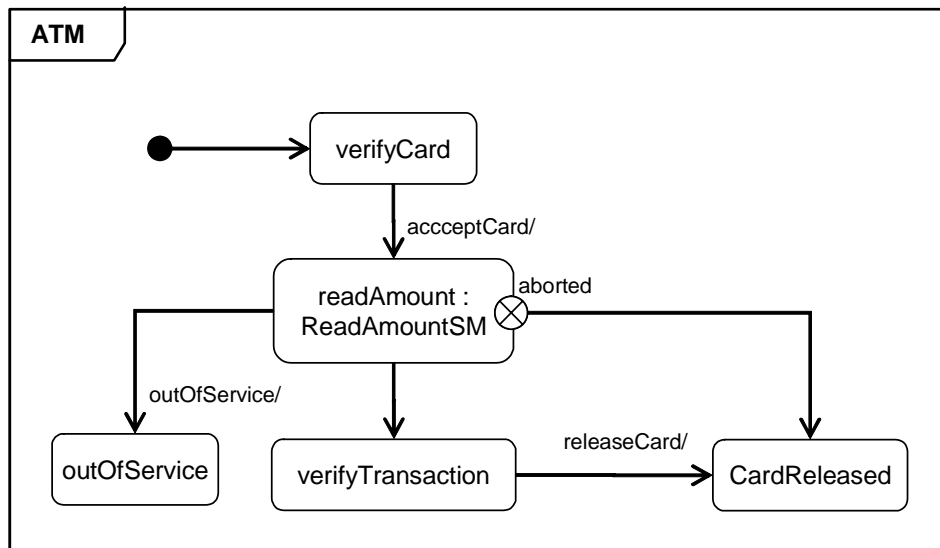 ATM
verifyCard
accceptCard/
readAmount :
ReadAmountSM
aborted
outOfService/
outOfService
verifyTransaction
releaseCard/
CardReleased